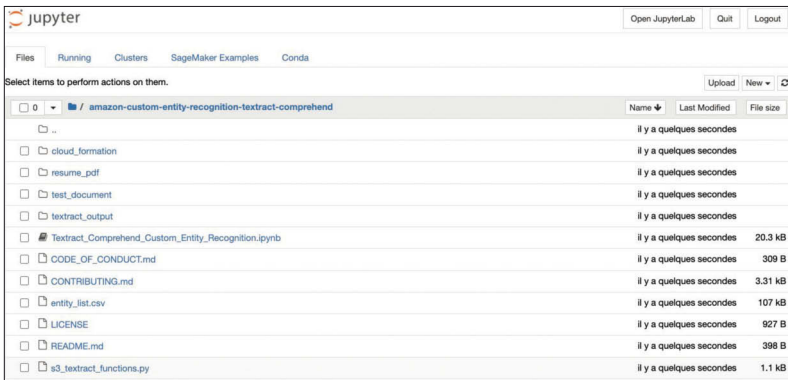 jupyter
Open JupyterLab Quit Logout
Files Running Clusters SageMaker Examples Conda
Select items to perform actions on them.
Upload New
0 / amazon-custom-entity-recognition-textract-comprehend Name Last Modified File size
.. il y a quelques secondes
cloud_formation il y a quelques secondes
resume_pdf il y a quelques secondes
test_document il y a quelques secondes
textract_output il y a quelques secondes
Textract_Comprehend_Custom_Entity_Recognition.ipynb il y a quelques secondes 20.3 kB
CODE_OF_CONDUCT.md il y a quelques secondes 309 B
CONTRIBUTING.md il y a quelques secondes 3.31 kB
entity_list.csv il y a quelques secondes 107 kB
LICENSE il y a quelques secondes 927 B
README.md il y a quelques secondes 398 B
s3_textract_functions.py il y a quelques secondes 1.1 kB